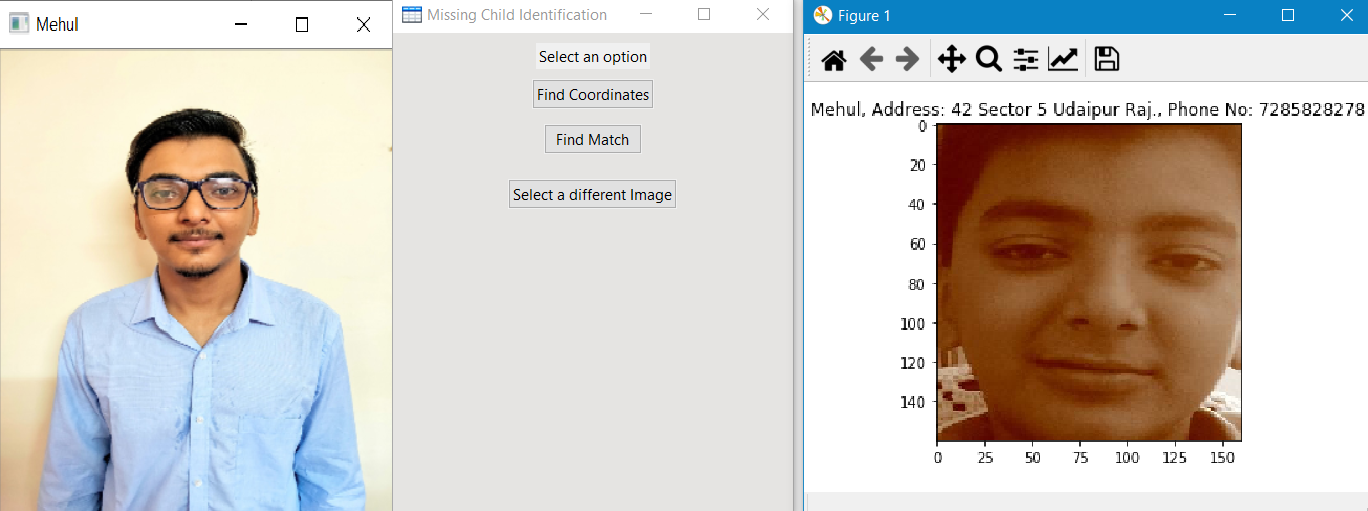 Mehul
Missing Child Identification
Select an option
Find Coordinates
Find Match
Select a different Image
Figure 1
Mehul, Address: 42 Sector 5 Udaipur Raj., Phone No: 7285828278
0
20
40
60
80
100
120
140
0 25 50 75 100 125 150